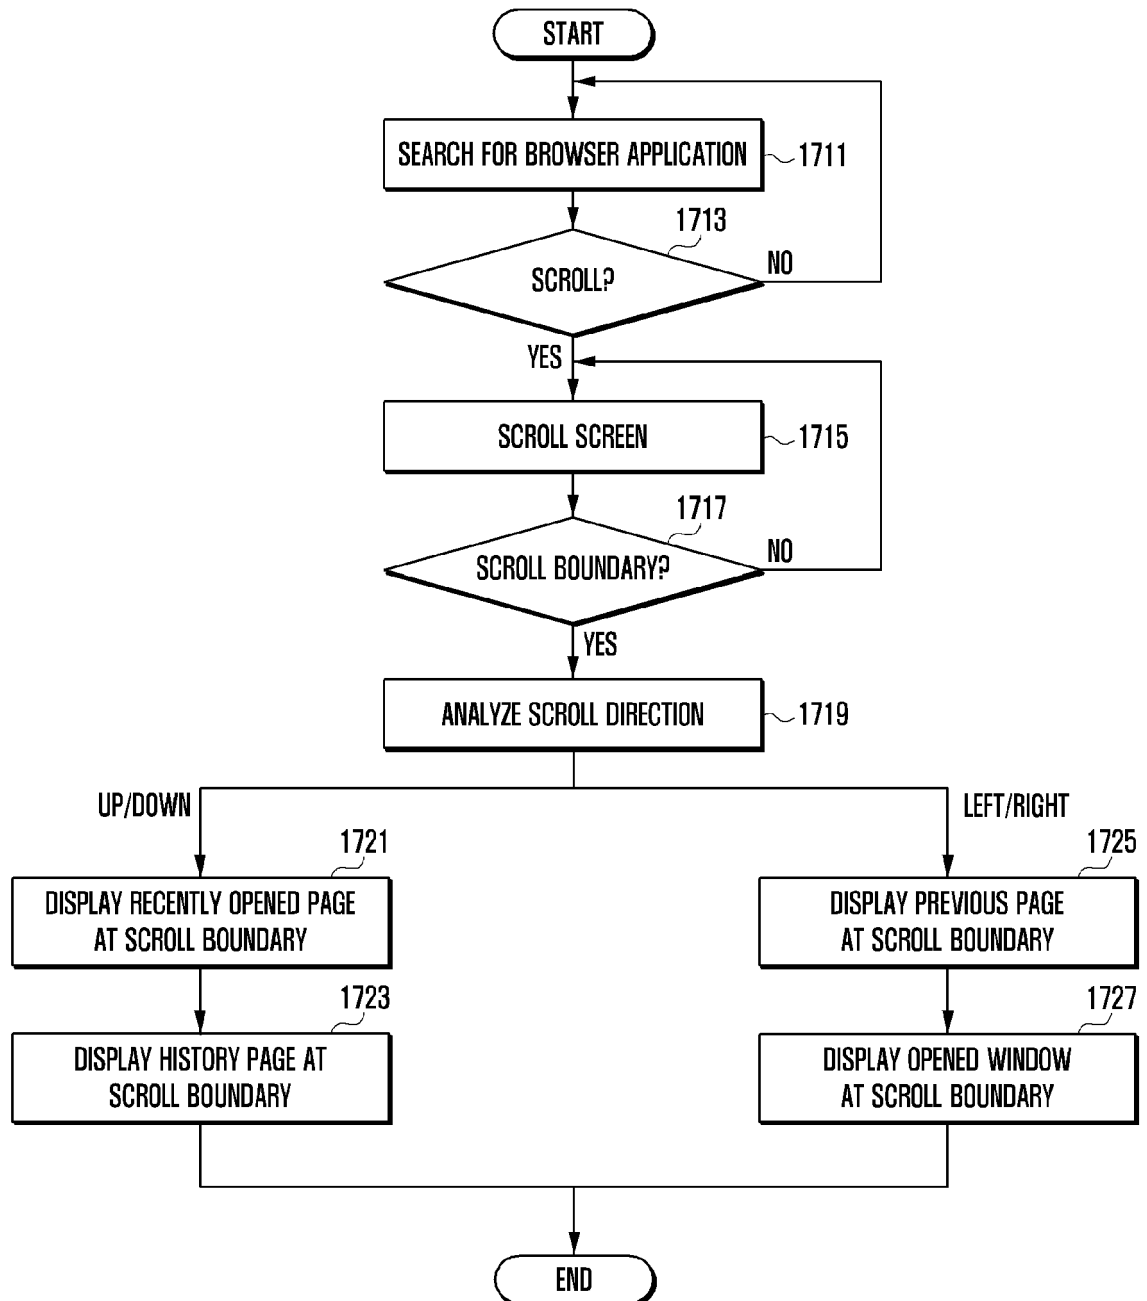 START
SEARCH FOR BROWSER APPLICATION
1711
1713
SCROLL?
NO
YES
SCROLL SCREEN
1715
1717
SCROLL BOUNDARY?
NO
YES
ANALYZE SCROLL DIRECTION
1719
UP/DOWN
LEFT/RIGHT
1721
DISPLAY RECENTLY OPENED PAGE
AT SCROLL BOUNDARY
1725
DISPLAY PREVIOUS PAGE
AT SCROLL BOUNDARY
1723
DISPLAY HISTORY PAGE AT
SCROLL BOUNDARY
1727
DISPLAY OPENED WINDOW
AT SCROLL BOUNDARY
END